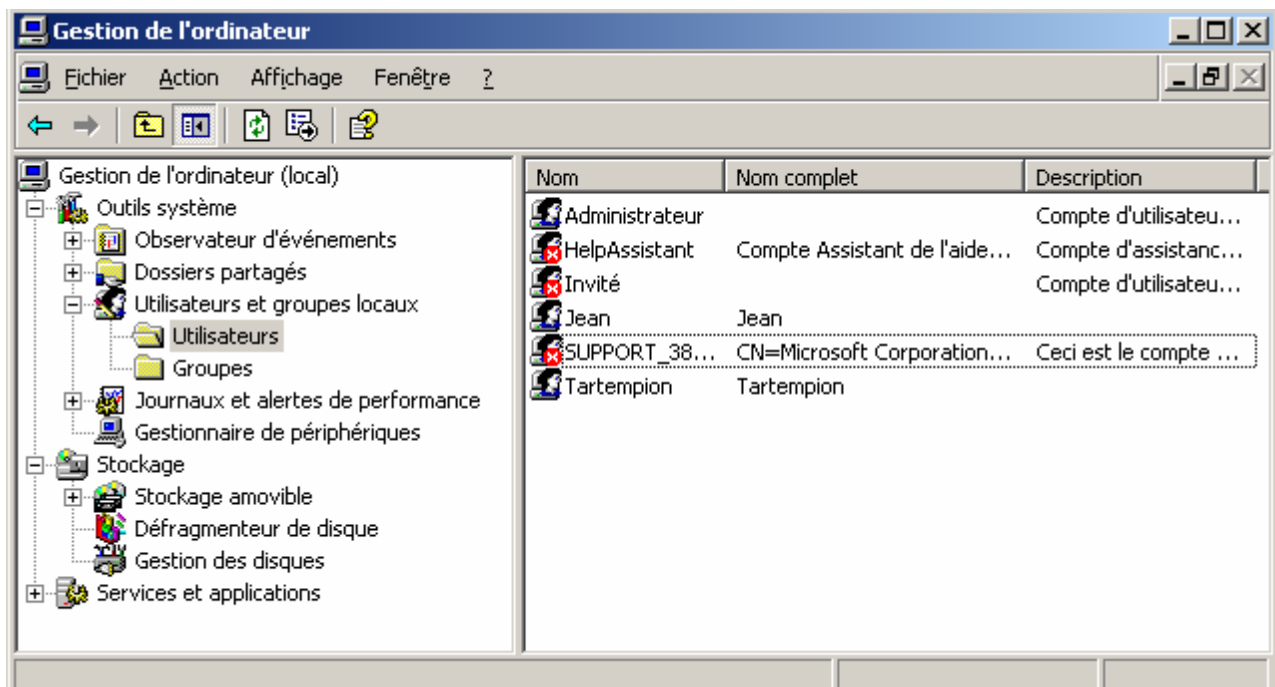 Gestion de l'ordinateur
Fichier Action Affichage Fenêtre ?
Gestion de l'ordinateur (local)
Outils système
Observateur d'événements
Dossiers partagés
Utilisateurs et groupes locaux
Utilisateurs
Groupes
Journaux et alertes de performance
Gestionnaire de périphériques
Stockage
Stockage amovible
Défragmenteur de disque
Gestion des disques
Services et applications
Nom Nom complet Description
Administrateur Compte d'utilisateu...
HelpAssistant Compte Assistant de l'aide... Compte d'assistanc...
Invité Compte d'utilisateu...
Jean Jean
SUPPORT_38... CN=Microsoft Corporation... Ceci est le compte ...
Tartempion Tartempion